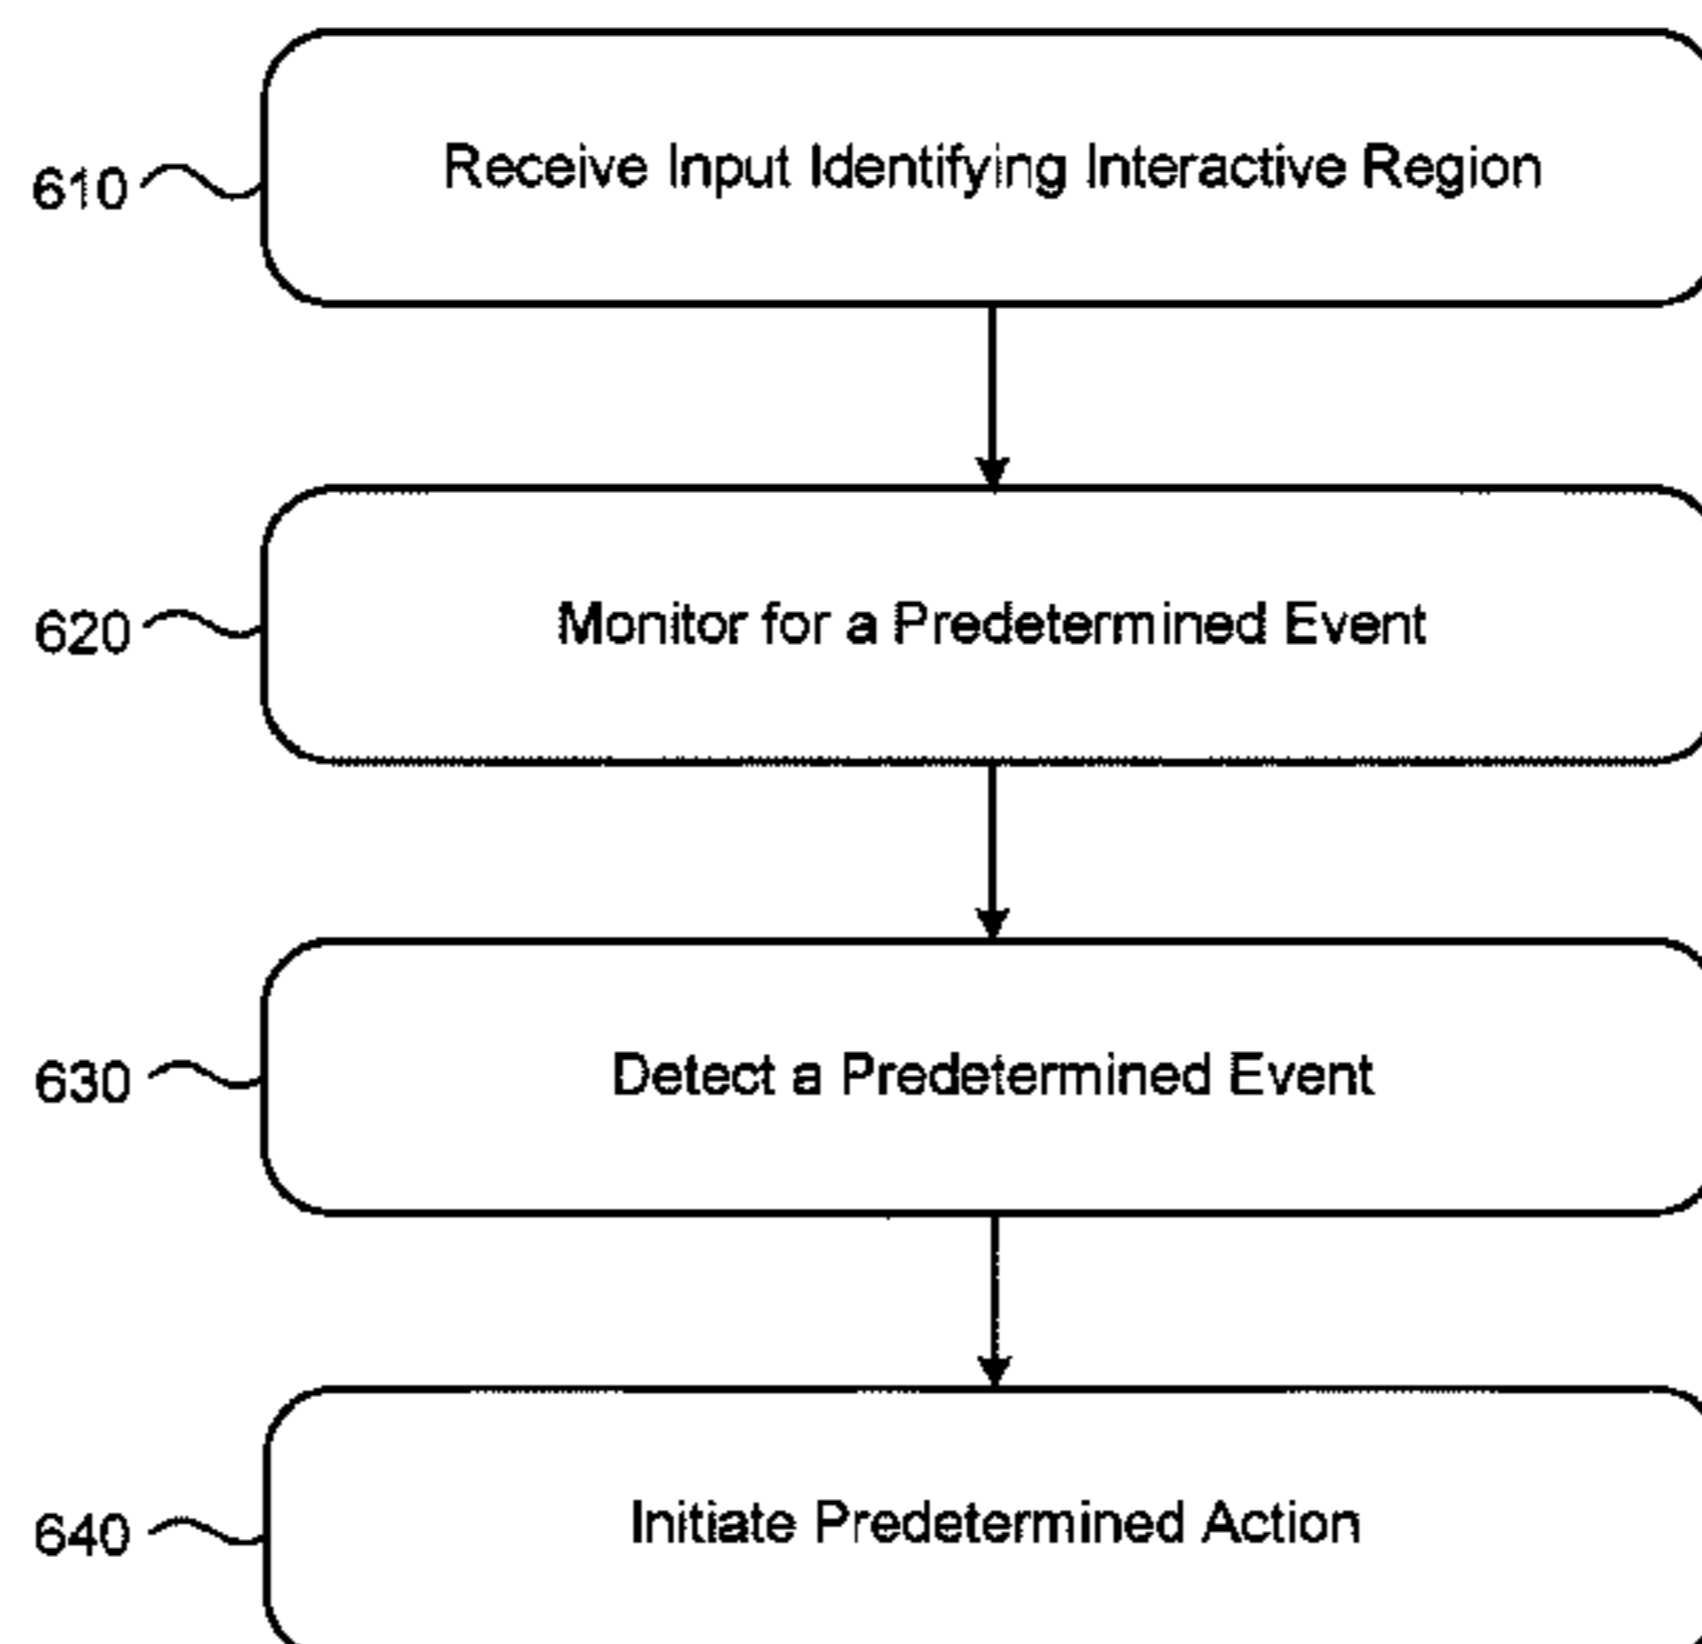 610
Receive Input Identifying Interactive Region
620
Monitor for a Predetermined Event
630
Detect a Predetermined Event
640
Initiate Predetermined Action